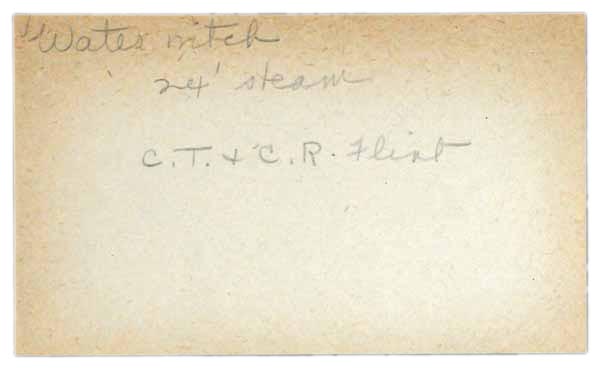 "Water witch
24' steam
C. T. & C. R. Flint